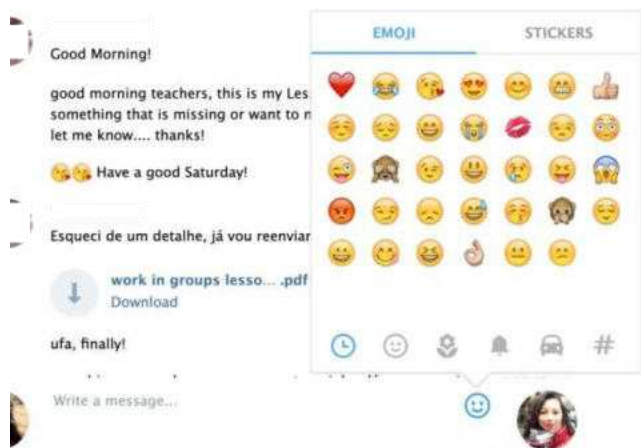 EMOJI STICKERS
Good Morning!
good morning teachers, this is my Les
something that is missing or want to
let me know.... thanks!
Have a good Saturday!
Esqueci de um detalhe, já vou reenviar
work in groups lesso... .pdf
Download
ufa, finally!
Write a message...
#